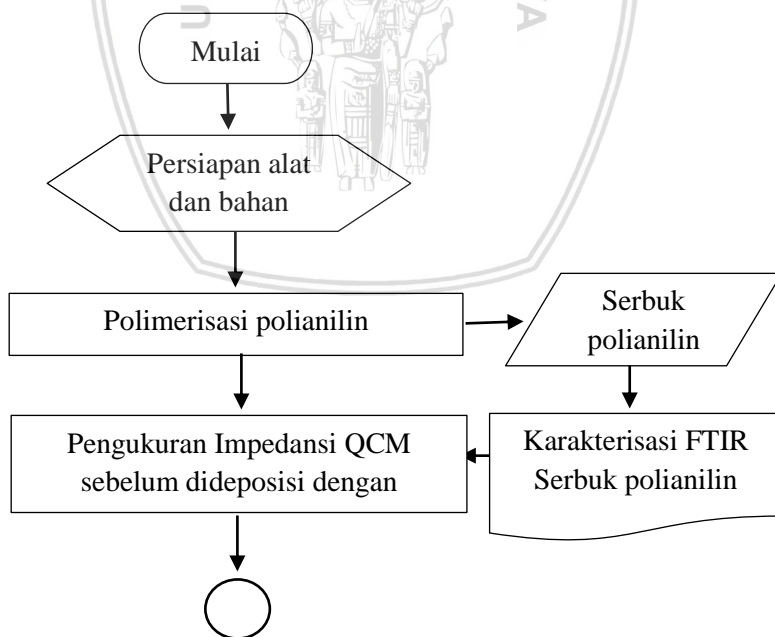 Mulai
Persiapan alat
dan bahan
Polimerisasi polianilin
Serbuk
polianilin
Pengukuran Impedansi QCM
sebelum dideposisi dengan
Karakterisasi FTIR
Serbuk polianilin
U
A